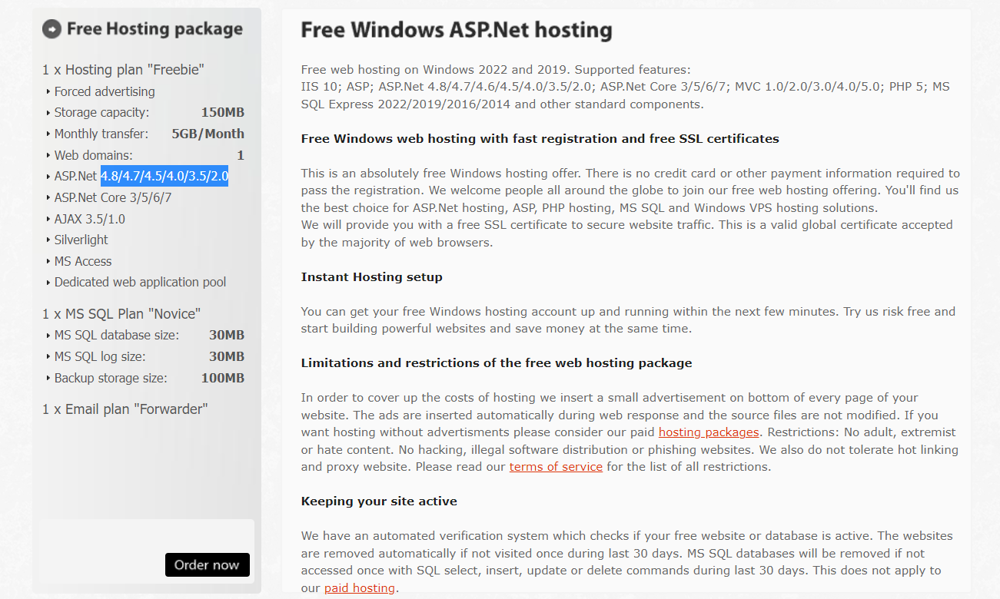 Free Hosting package
1 x Hosting plan "Freebie"
Forced advertising
Storage capacity: 150MB
Monthly transfer: 5GB/Month
Web domains: 1
ASP.Net 4.8/4.7/4.5/4.0/3.5/2.0
ASP.Net Core 3/5/6/7
AJAX 3.5/1.0
Silverlight
MS Access
Dedicated web application pool
1 x MS SQL Plan "Novice"
MS SQL database size: 30MB
MS SQL log size: 30MB
Backup storage size: 100MB
1 x Email plan "Forwarder"
Order now
Free Windows ASP.Net hosting
Free web hosting on Windows 2022 and 2019. Supported features:
IIS 10; ASP; ASP.Net 4.8/4.7/4.6/4.5/4.0/3.5/2.0; ASP.Net Core 3/5/6/7; MVC 1.0/2.0/3.0/4.0/5.0; PHP 5; MS
SQL Express 2022/2019/2016/2014 and other standard components.
Free Windows web hosting with fast registration and free SSL certificates
This is an absolutely free Windows hosting offer. There is no credit card or other payment information required to
pass the registration. We welcome people all around the globe to join our free web hosting offering. You'll find us
the best choice for ASP.Net hosting, ASP, PHP hosting, MS SQL and Windows VPS hosting solutions.
We will provide you with a free SSL certificate to secure website traffic. This is a valid global certificate accepted
by the majority of web browsers.
Instant Hosting setup
You can get your free Windows hosting account up and running within the next few minutes. Try us risk free and
start building powerful websites and save money at the same time.
Limitations and restrictions of the free web hosting package
In order to cover up the costs of hosting we insert a small advertisement on bottom of every page of your
website. The ads are inserted automatically during web response and the source files are not modified. If you
want hosting without advertisments please consider our paid hosting packages. Restrictions: No adult, extremist
or hate content. No hacking, illegal software distribution or phishing websites. We also do not tolerate hot linking
and proxy website. Please read our terms of service for the list of all restrictions.
Keeping your site active
We have an automated verification system which checks if your free website or database is active. The websites
are removed automatically if not visited once during last 30 days. MS SQL databases will be removed if not
accessed once with SQL select, insert, update or delete commands during last 30 days. This does not apply to
our paid hosting.